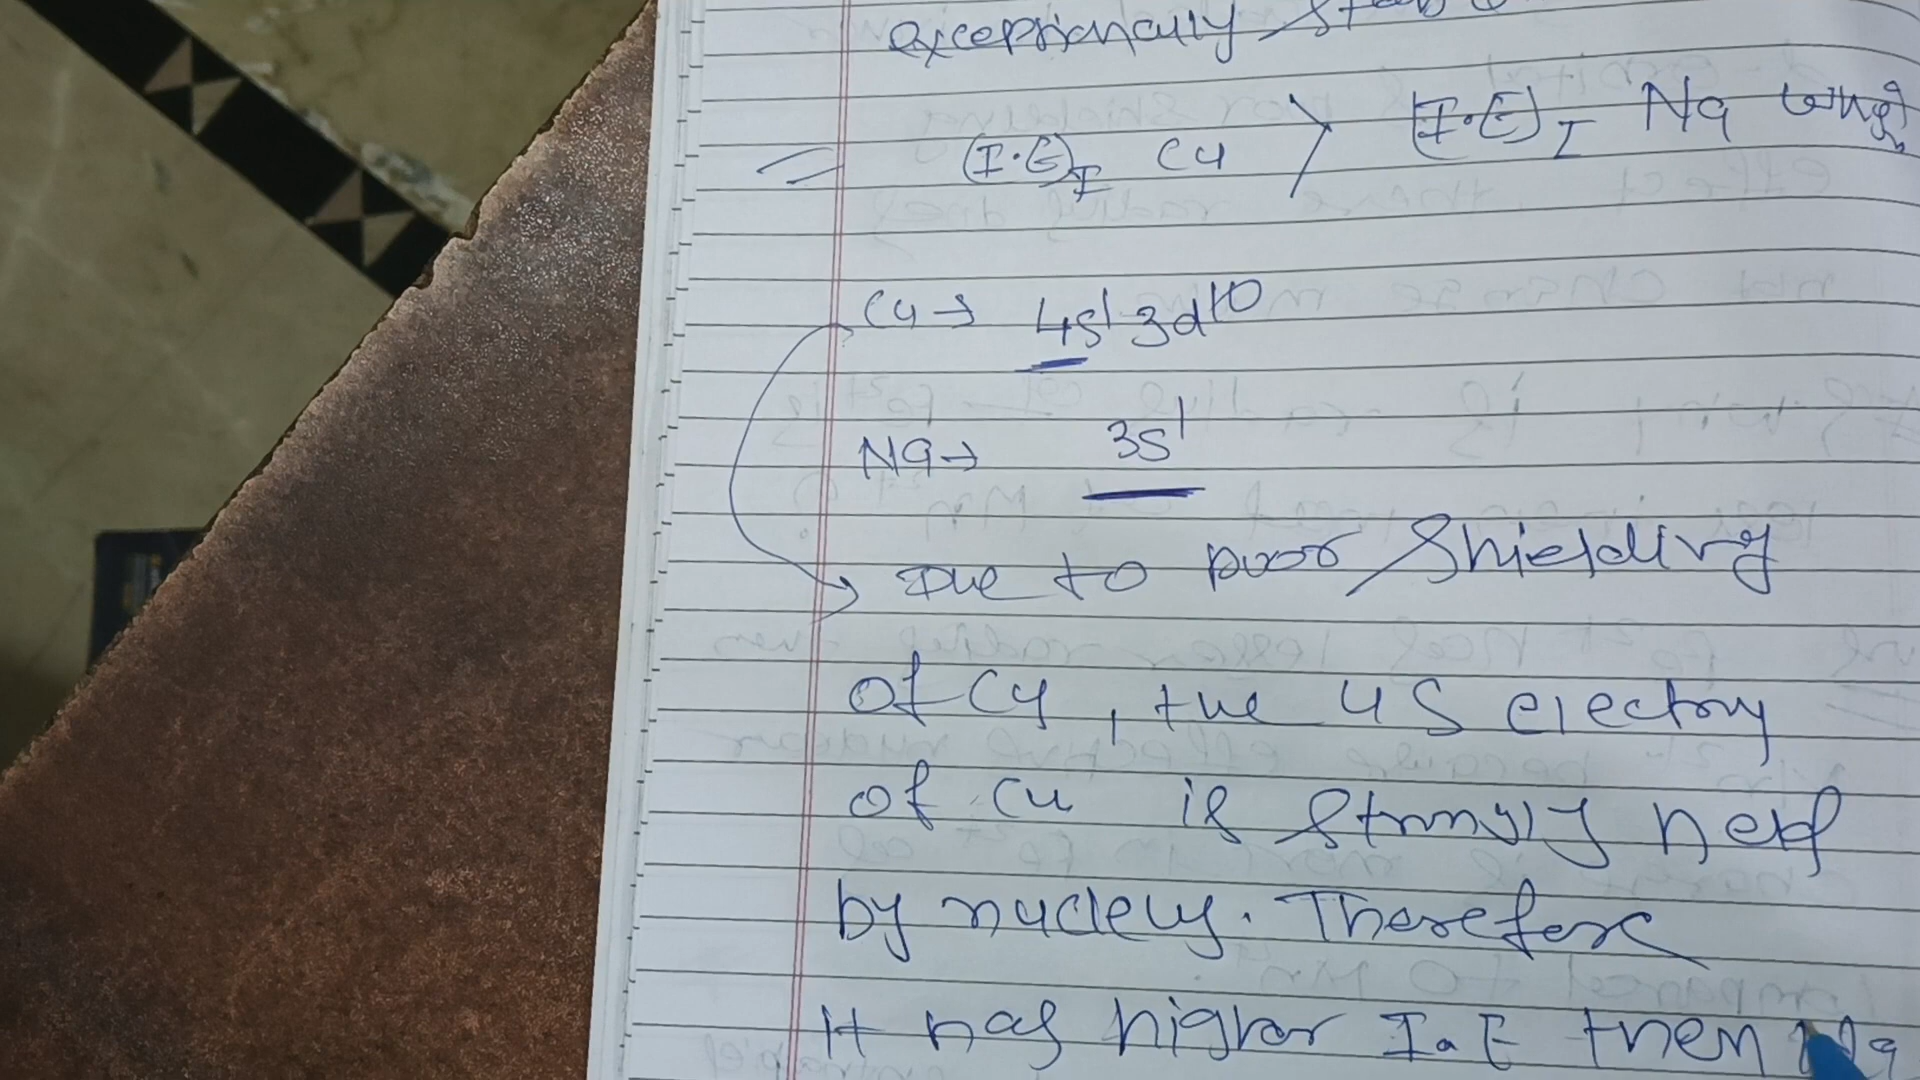 exceptionally
(I.E)I Cu > (I.E)I Na why?
Cu → 4s¹ 3d¹⁰
Na → 3s¹
Due to poor Shielding
Of Cu, the 4S electron
of Cu is strongly held
by nucleus. Therefore
It has higher I.E then Na